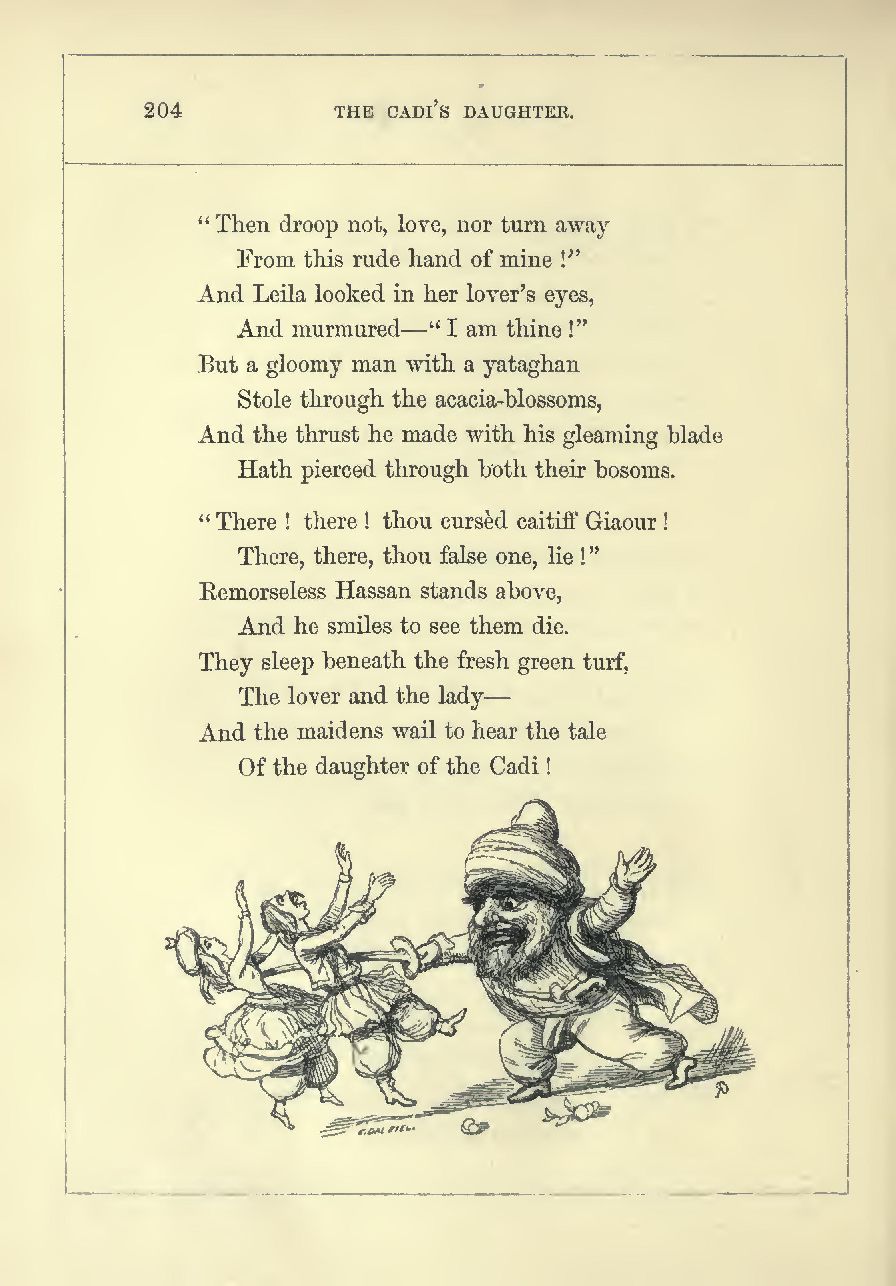 204 THE CADI'S DAUGHTER.
“Then droop not, love, nor turn away
From this rude hand of mine!”
And Leila looked in her lover's eyes,
And murmured—“I am thine!”
But a gloomy man with a yataghan
Stole through the acacia-blossoms,
And the thrust he made with his gleaming blade
Hath pierced through both their bosoms.
“There! there! thou cursèd caitiff Giaour!
There, there, thou false one, lie!”
Remorseless Hassan stands above,
And he smiles to see them die.
They sleep beneath the fresh green turf,
The lover and the lady—
And the maidens wail to hear the tale
Of the daughter of the Cadi!